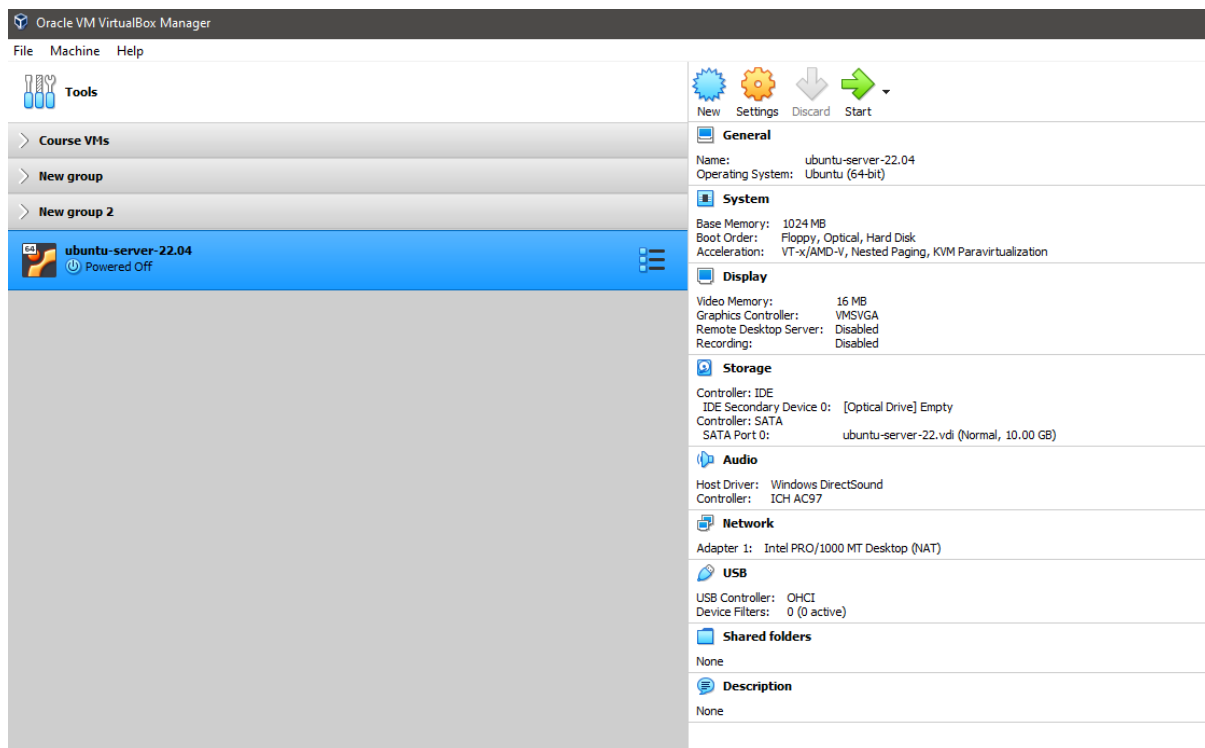 Oracle VM VirtualBox Manager
File Machine Help
Tools
New Settings Discard Start
Course VMs
New group
New group 2
64
ubuntu-server-22.04
Powered Off
General
Name: ubuntu-server-22.04
Operating System: Ubuntu (64-bit)
System
Base Memory: 1024 MB
Boot Order: Floppy, Optical, Hard Disk
Acceleration: VT-x/AMD-V, Nested Paging, KVM Paravirtualization
Display
Video Memory: 16 MB
Graphics Controller: VMSVGA
Remote Desktop Server: Disabled
Recording: Disabled
Storage
Controller: IDE
IDE Secondary Device 0: [Optical Drive] Empty
Controller: SATA
SATA Port 0: ubuntu-server-22.vdi (Normal, 10.00 GB)
Audio
Host Driver: Windows DirectSound
Controller: ICH AC97
Network
Adapter 1: Intel PRO/1000 MT Desktop (NAT)
USB
USB Controller: OHCI
Device Filters: 0 (0 active)
Shared folders
None
Description
None